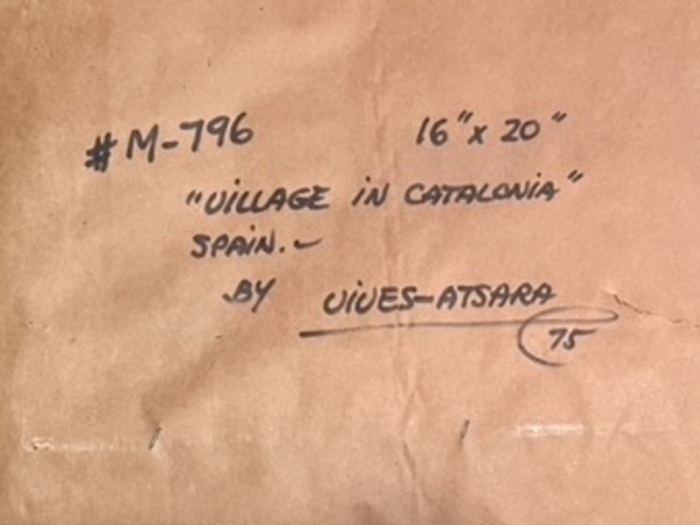 #M-796 16"x 20"
"VILLAGE iN CATALONiA"
SPAiN.-
BY ViVES-ATSARA
75